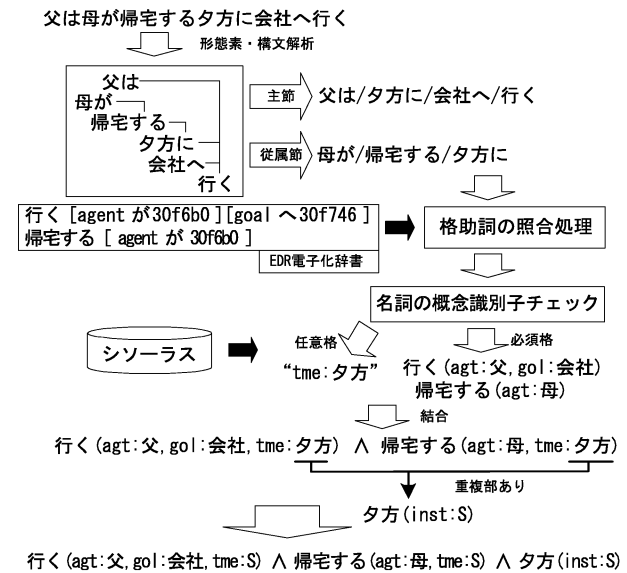 父は母が帰宅する夕方に会社へ行く
形態素・構文解析
父は
母が
帰宅する
夕方に
会社へ
行く
主節
父は/夕方に/会社へ/行く
従属節
母が/帰宅する/夕方に
行く[agent が30f6b0][goal へ30f746]
帰宅する[agent が 30f6b0]
EDR電子化辞書
格助詞の照合処理
名詞の概念識別子チェック
シソーラス
任意格
“tme:夕方”
必須格
行く(agt:父,gol:会社)
帰宅する(agt:母)
結合
行く(agt:父,gol:会社,tme:夕方) ∧ 帰宅する(agt:母,tme:夕方)
重複部あり
夕方(inst:S)
行く(agt:父,gol:会社,tme:S) ∧ 帰宅する(agt:母,tme:S) ∧ 夕方(inst:S)